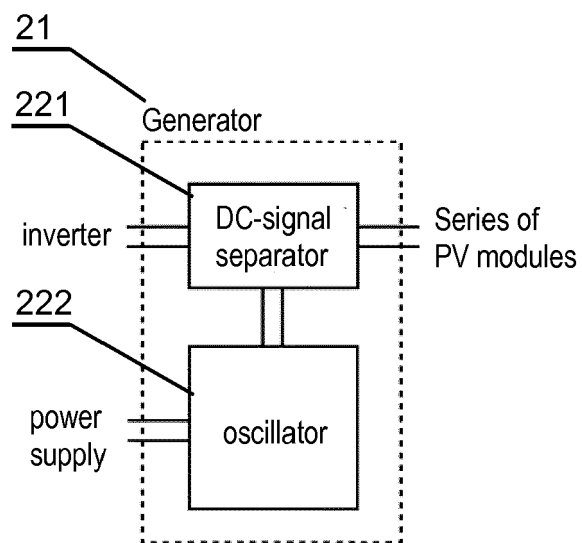 21
221
Generator
inverter
DC-signal
separator
Series of
PV modules
222
power
supply
oscillator